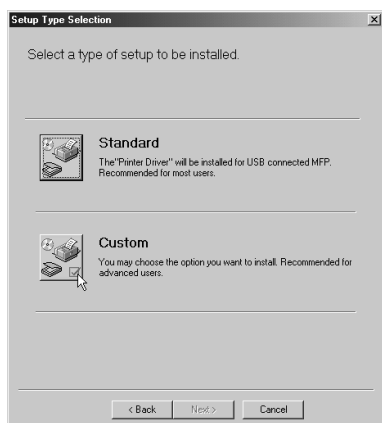 Setup Type Selection
Select a type of setup to be installed.
Standard
The"Printer Driver" will be installed for USB connected MFP.
Recommended for most users.
Custom
You may choose the option you want to install. Recommended for
advanced users.
< Back Next > Cancel